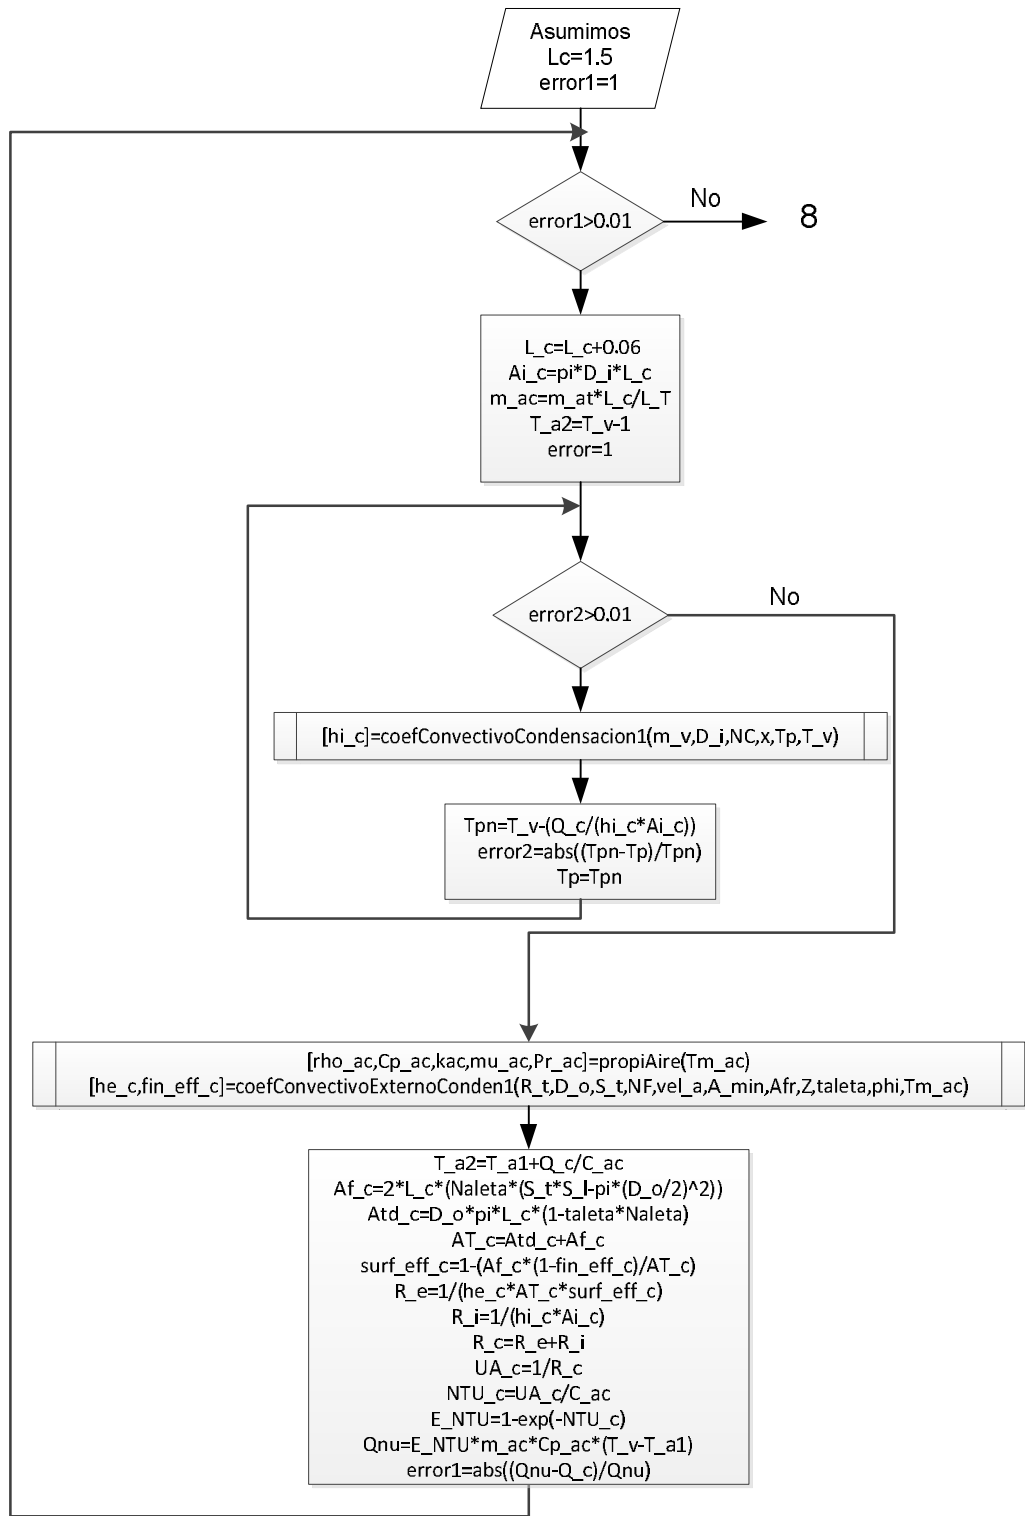 Asumimos
Lc=1.5
error1=1
error1>0.01
No
8
L_c=L_c+0.06
Ai_c=pi*D_i*L_c
m_ac=m_at*L_c/L_T
T_a2=T_v-1
error=1
error2>0.01
No
[hi_c]=coefConvectivoCondensacion1(m_v,D_i,NC,x,Tp,T_v)
Tpn=T_v-(Q_c/(hi_c*Ai_c))
error2=abs((Tpn-Tp)/Tpn)
Tp=Tpn
[rho_ac,Cp_ac,kac,mu_ac,Pr_ac]=propiAire(Tm_ac)
[he_c,fin_eff_c]=coefConvectivoExternoConden1(R_t,D_o,S_t,NF,vel_a,A_min,Afr,Z,taleta,phi,Tm_ac)
T_a2=T_a1+Q_c/C_ac
Af_c=2*L_c*(Naleta*(S_t*S_l-pi*(D_o/2)^2))
Atd_c=D_o*pi*L_c*(1-taleta*Naleta)
AT_c=Atd_c+Af_c
surf_eff_c=1-(Af_c*(1-fin_eff_c)/AT_c)
R_e=1/(he_c*AT_c*surf_eff_c)
R_i=1/(hi_c*Ai_c)
R_c=R_e+R_i
UA_c=1/R_c
NTU_c=UA_c/C_ac
E_NTU=1-exp(-NTU_c)
Qnu=E_NTU*m_ac*Cp_ac*(T_v-T_a1)
error1=abs((Qnu-Q_c)/Qnu)